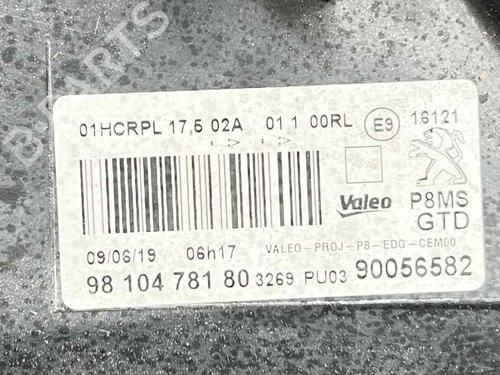 B-PARTS
01HCRPL 17,5 02A 01 1 00RL E9 16121
Valeo P8MS
GTD
09/06/19 06h17 VALEO-PROJ-P8-EDG-CEM00
98 104 781 80 3269 PU03 90056582